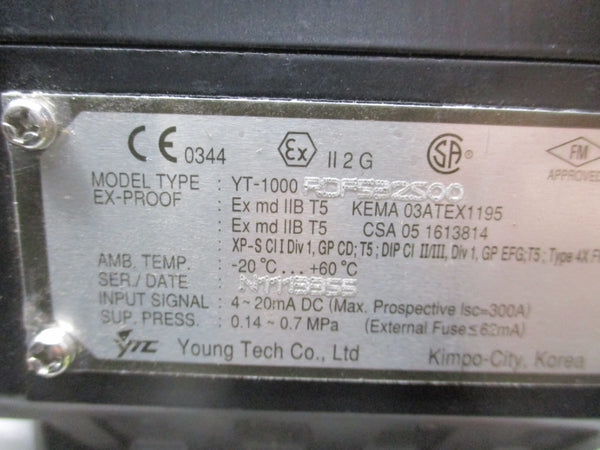 CE 0344 Ex II 2 G SA FM
APPROVED
MODEL TYPE : YT-1000 RDF532S00
EX-PROOF : Ex md IIB T5 KEMA 03ATEX1195
: Ex md IIB T5 CSA 05 1613814
XP-S Cl I Div 1, GP CD; T5 ; DIP Cl II/III, Div 1, GP EFG; T5 ; Type 4X
AMB. TEMP. : -20°C ... +60°C
SER./ DATE :
INPUT SIGNAL : 4~20mA DC (Max. Prospective Isc=300A)
SUP. PRESS. : 0.14 ~ 0.7 MPa (External Fuse≤62mA)
YTC Young Tech Co., Ltd Kimpo-City, Korea